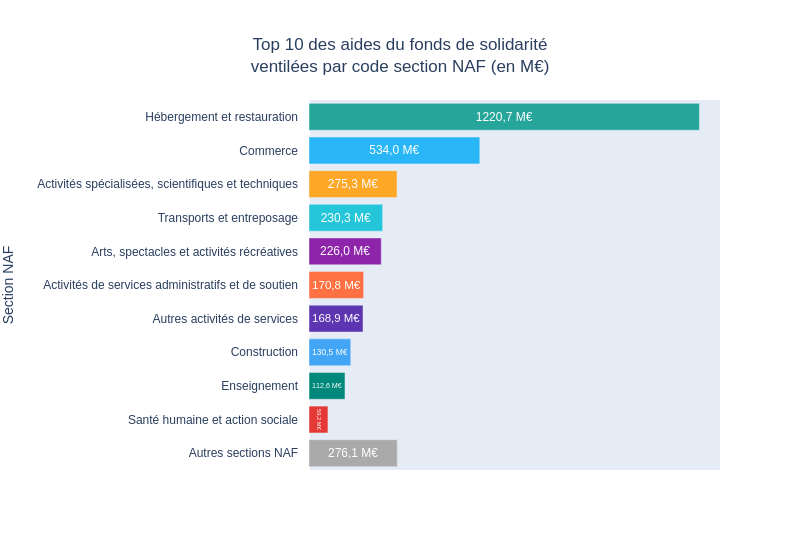 Top 10 des aides du fonds de solidarité
ventilées par code section NAF (en M€)
Section NAF
Hébergement et restauration 1220,7 M€
Commerce 534,0 M€
Activités spécialisées, scientifiques et techniques 275,3 M€
Transports et entreposage 230,3 M€
Arts, spectacles et activités récréatives 226,0 M€
Activités de services administratifs et de soutien 170,8 M€
Autres activités de services 168,9 M€
Construction 130,5 M€
Enseignement 112,6 M€
Santé humaine et action sociale 59,2 M€
Autres sections NAF 276,1 M€